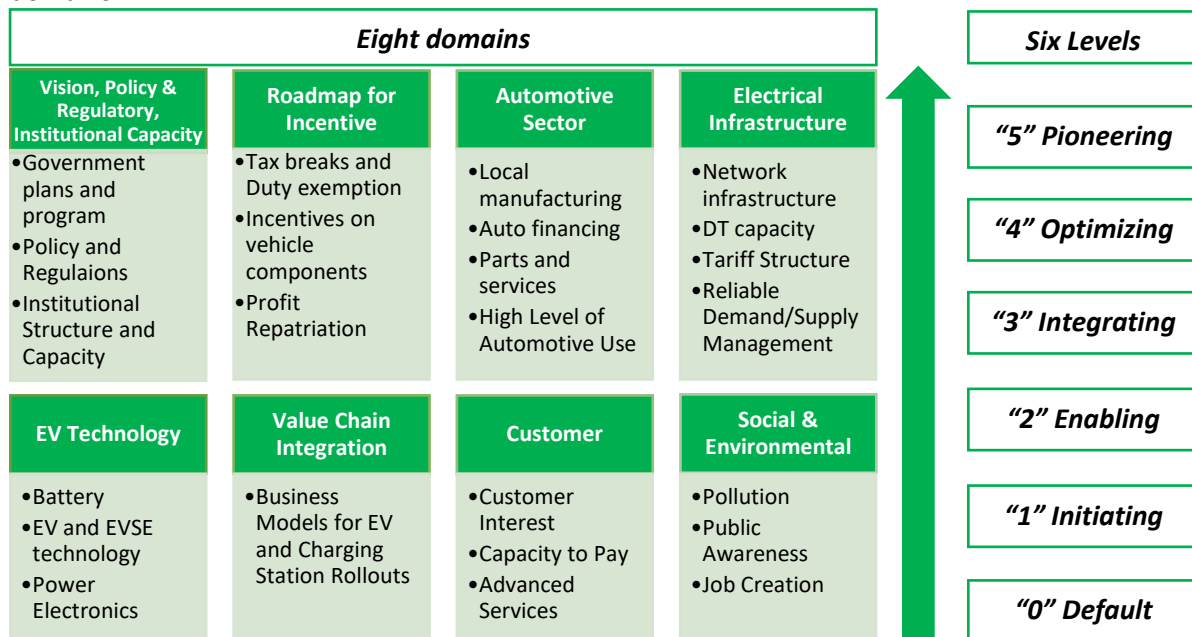 Eight domains
Six Levels
Vision, Policy &
Regulatory,
Institutional Capacity
•Government
plans and
program
•Policy and
Regulaions
•Institutional
Structure and
Capacity
Roadmap for
Incentive
•Tax breaks and
Duty exemption
•Incentives on
vehicle
components
•Profit
Repatriation
Automotive
Sector
•Local
manufacturing
•Auto financing
•Parts and
services
•High Level of
Automotive Use
Electrical
Infrastructure
•Network
infrastructure
•DT capacity
•Tariff Structure
•Reliable
Demand/Supply
Management
EV Technology
•Battery
•EV and EVSE
technology
•Power
Electronics
Value Chain
Integration
•Business
Models for EV
and Charging
Station Rollouts
Customer
•Customer
Interest
•Capacity to Pay
•Advanced
Services
Social &
Environmental
•Pollution
•Public
Awareness
•Job Creation
“5” Pioneering
“4” Optimizing
“3” Integrating
“2” Enabling
“1” Initiating
“0” Default